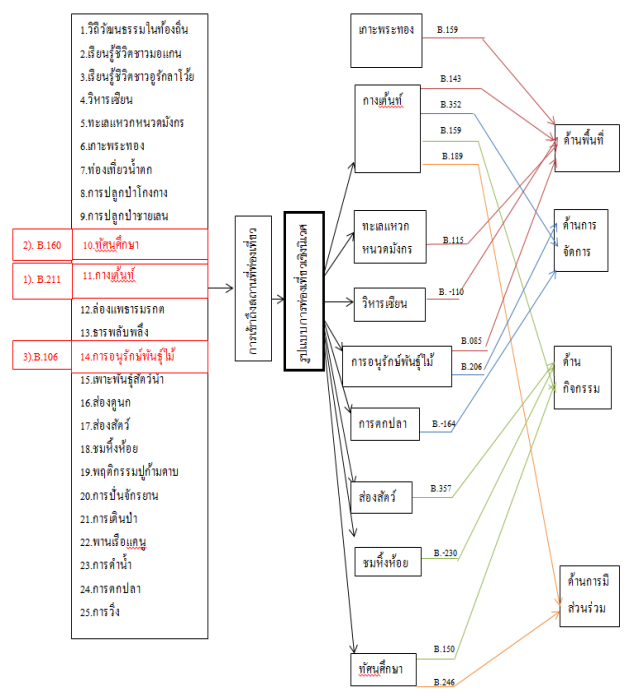 1.วิถีวัฒนธรรมในท้องถิ่น
2.เรียนรู้ชีวิตชาวมอแกน
3.เรียนรู้ชีวิตชาวอูรักลาโว้ย
4.วิหารเซียน
5.ทะเลแหวกหนวดมังกร
6.เกาะพระทอง
7.ท่องเที่ยวน้ำตก
8.การปลูกป่าโกงกาง
9.การปลูกป่าชายเลน
2). B.160
10.ทัศนศึกษา
1). B.211
11.กางเต้นท์
12.ล่องแพธารมรกต
13.ธารพลับพลึง
3).B.106
14.การอนุรักษ์พันธุ์ไม้
15.เพาะพันธุ์สัตว์น้ำ
16.ส่องดูนก
17.ส่องสัตว์
18.ชมหิ่งห้อย
19.พฤติกรรมปูก้ามดาบ
20.การปั่นจักรยาน
21.การเดินป่า
22.พานเรือแคนู
23.การดำน้ำ
24.การตกปลา
25.การวิ่ง
การเข้าถึงสถานที่ท่องเที่ยว
รูปแบบการท่องเที่ยวเชิงนิเวศ
เกาะพระทอง
B.159
กางเต้นท์
B.143
B.352
B.159
B.189
ทะเลแหวก
หนวดมังกร
B.115
วิหารเซียน
B. -110
การอนุรักษ์พันธุ์ไม้
B.085
B.206
การตกปลา
B.-164
ส่องสัตว์
B.357
ชมหิ่งห้อย
B.-230
ทัศนศึกษา
B.150
B.246
ด้านพื้นที่
ด้านการ
จัดการ
ด้าน
กิจกรรม
ด้านการมี
ส่วนร่วม